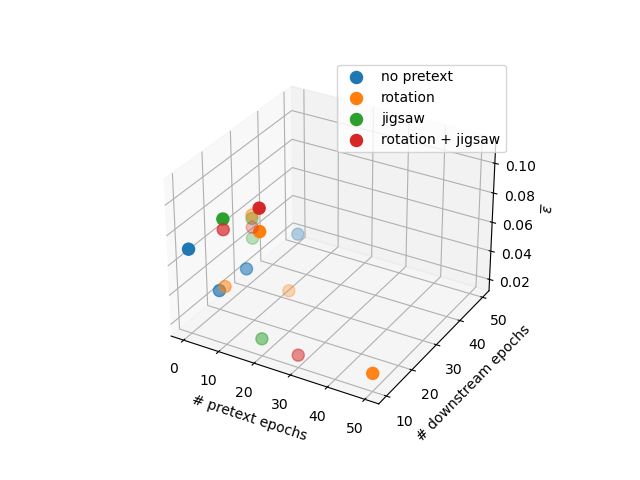 no pretext
rotation
jigsaw
rotation + jigsaw
0.10
0.08
0.06
0.04
0.02
ε̅
50
40
30
20
10
# downstream epochs
0
10
20
30
40
50
# pretext epochs